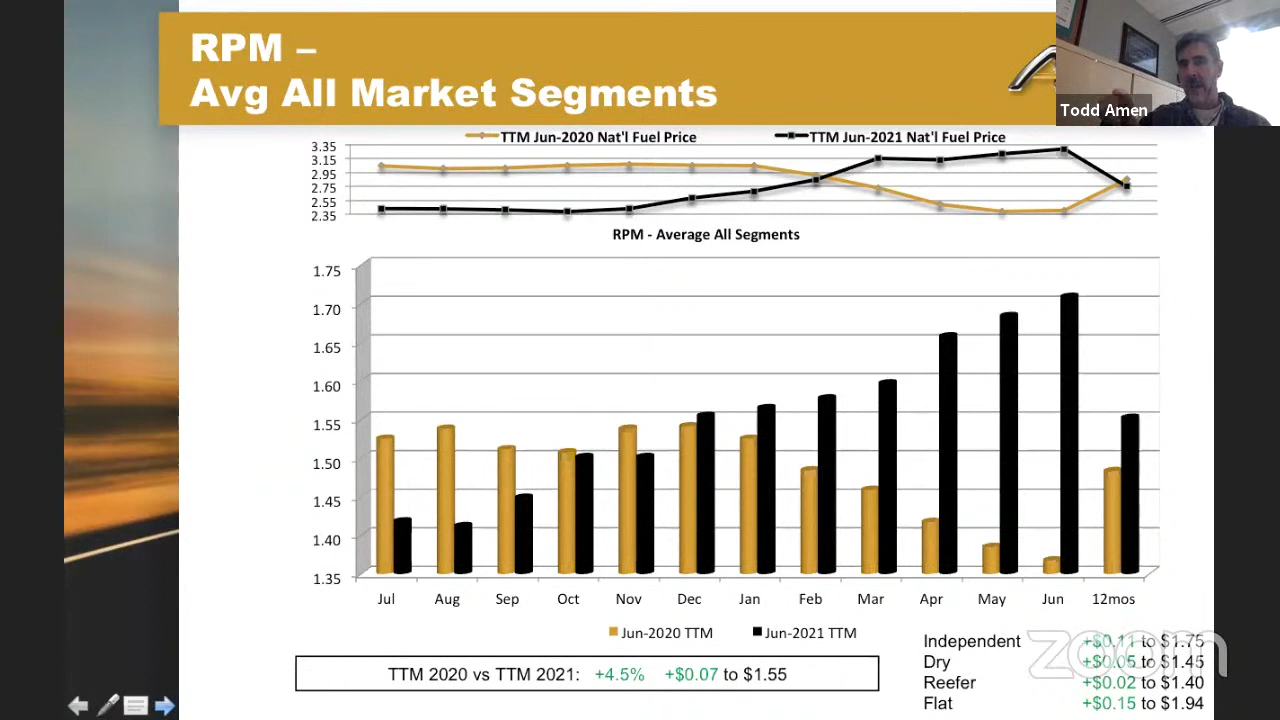 RPM –
Avg All Market Segments
Todd Amen
TTM Jun-2020 Nat'l Fuel Price
TTM Jun-2021 Nat'l Fuel Price
3.35
3.15
2.95
2.75
2.55
2.35
RPM - Average All Segments
1.75
1.70
1.65
1.60
1.55
1.50
1.45
1.40
1.35
Jul Aug Sep Oct Nov Dec Jan Feb Mar Apr May Jun 12mos
Jun-2020 TTM Jun-2021 TTM
TTM 2020 vs TTM 2021: +4.5% +$0.07 to $1.55
Independent +$0.11 to $1.75
Dry +$0.05 to $1.45
Reefer +$0.02 to $1.40
Flat +$0.15 to $1.94
zoom